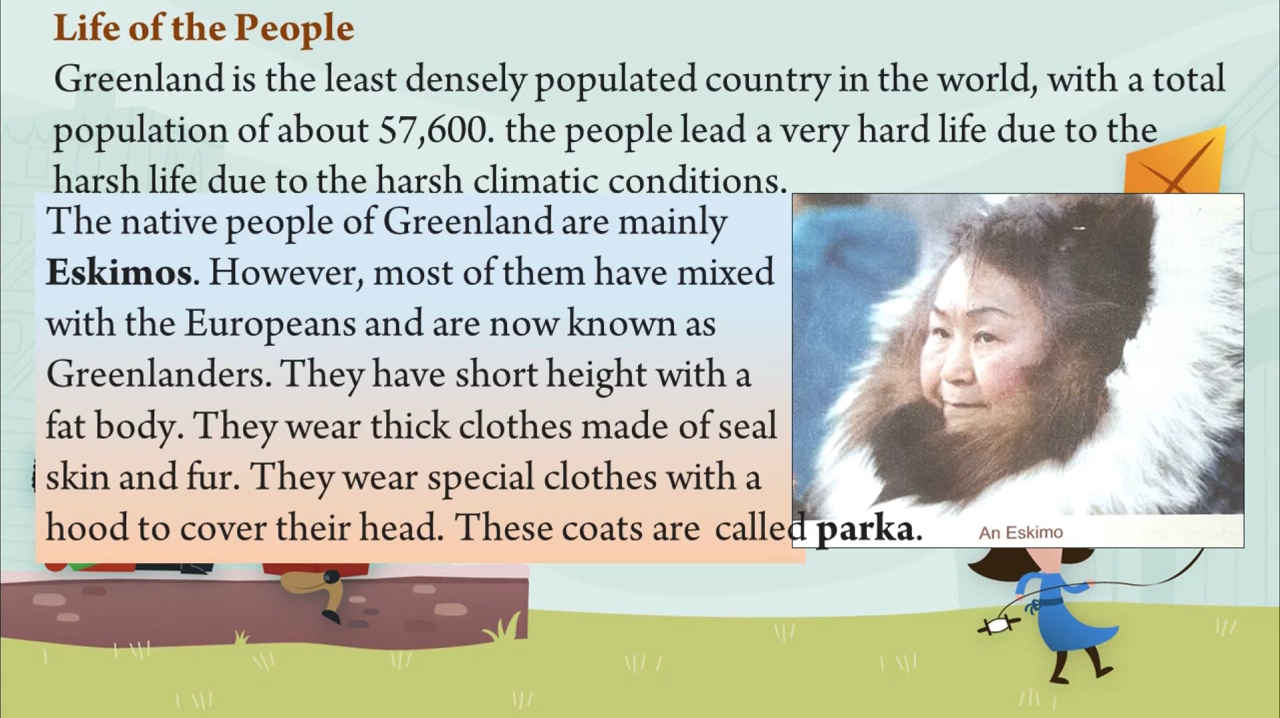 Life of the People
Greenland is the least densely populated country in the world, with a total
population of about 57,600. the people lead a very hard life due to the
harsh life due to the harsh climatic conditions.
The native people of Greenland are mainly
Eskimos. However, most of them have mixed
with the Europeans and are now known as
Greenlanders. They have short height with a
fat body. They wear thick clothes made of seal
skin and fur. They wear special clothes with a
hood to cover their head. These coats are called parka.
An Eskimo